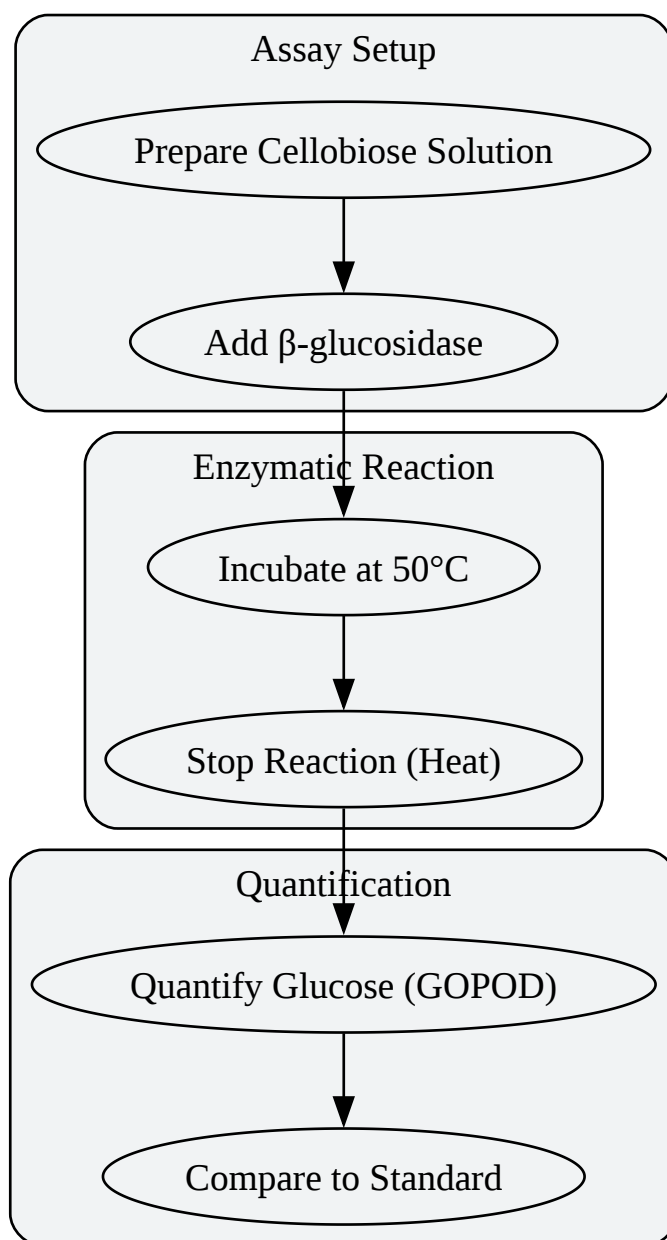 Assay Setup
Prepare Cellobiose Solution
Add β-glucosidase
Enzymatic Reaction
Incubate at 50°C
Stop Reaction (Heat)
Quantification
Quantify Glucose (GOPOD)
Compare to Standard